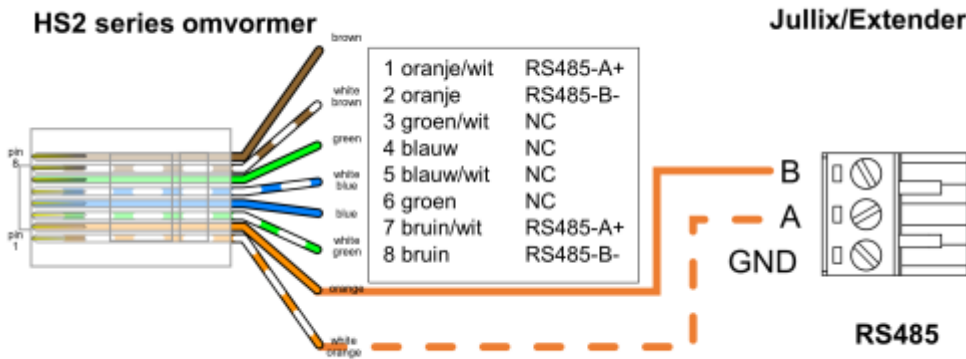 HS2 series omvormer
Jullix/Extender
brown
white
brown
green
white
blue
blue
white
green
orange
white
orange
pin
8
pin
1
1 oranje/wit RS485-A+
2 oranje RS485-B-
3 groen/wit NC
4 blauw NC
5 blauw/wit NC
6 groen NC
7 bruin/wit RS485-A+
8 bruin RS485-B-
B
A
GND
RS485